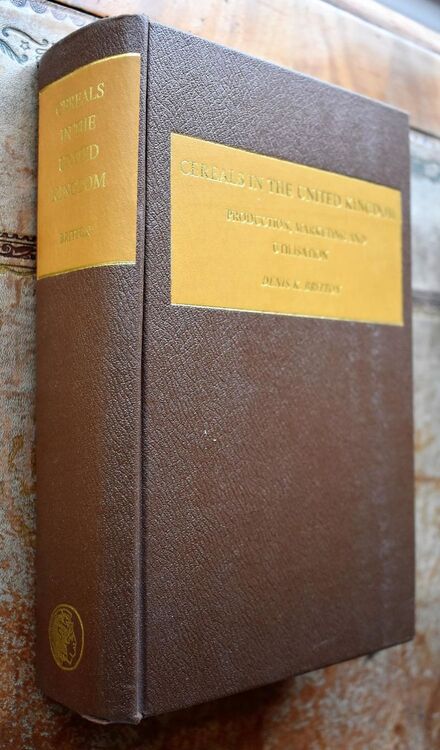 CEREALS
IN THE
UNITED
KINGDOM
BRITTON
CEREALS IN THE UNITED KINGDOM
PRODUCTION, MARKETING AND
UTILISATION
DENIS K. BRITTON